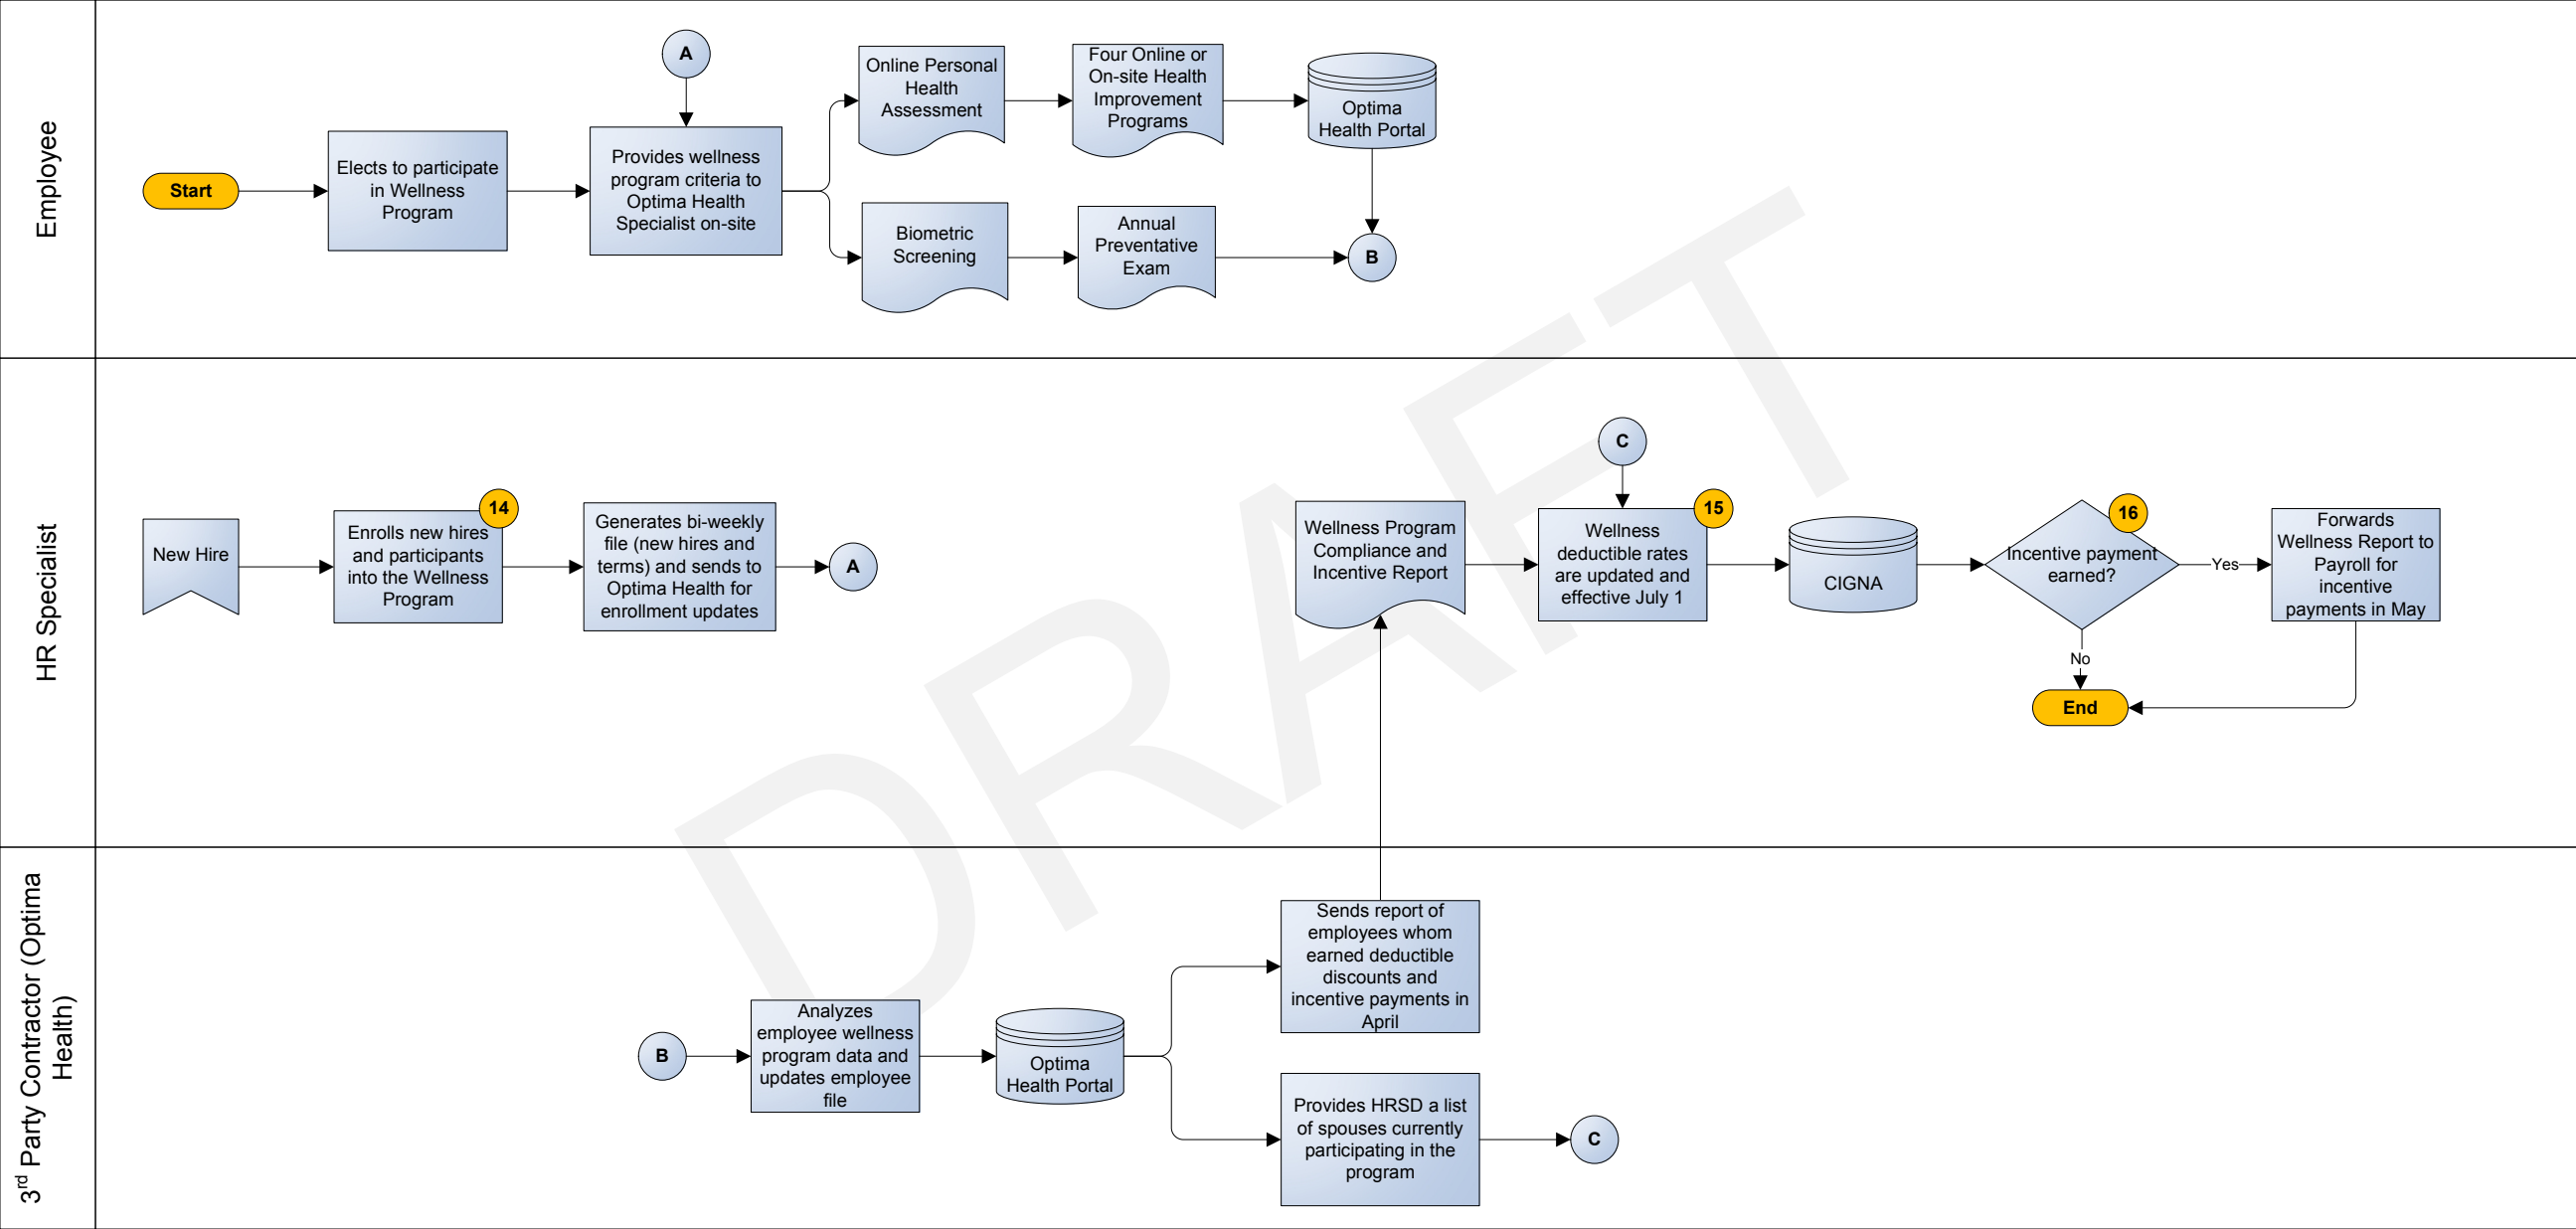 Employee
A
Start
Elects to participate
in Wellness
Program
Provides wellness
program criteria to
Optima Health
Specialist on-site
Online Personal
Health
Assessment
Four Online or
On-site Health
Improvement
Programs
Optima
Health Portal
Biometric
Screening
Annual
Preventative
Exam
B
HR Specialist
New Hire
14
Enrolls new hires
and participants
into the Wellness
Program
Generates bi-weekly
file (new hires and
terms) and sends to
Optima Health for
enrollment updates
A
Wellness Program
Compliance and
Incentive Report
C
15
Wellness
deductible rates
are updated and
effective July 1
CIGNA
16
Incentive payment
earned?
Yes
No
Forwards
Wellness Report to
Payroll for
incentive
payments in May
End
3rd Party Contractor (Optima
Health)
B
Analyzes
employee wellness
program data and
updates employee
file
Optima
Health Portal
Sends report of
employees whom
earned deductible
discounts and
incentive payments in
April
Provides HRSD a list
of spouses currently
participating in the
program
C
DRAFT